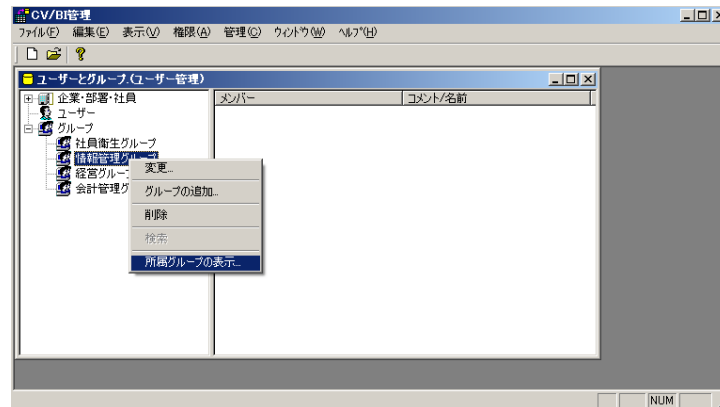 CV/BI管理
ファイル(F) 編集(E) 表示(V) 権限(A) 管理(C) ウィンドウ(W) ヘルプ(H)
ユーザーとグループ.(ユーザー管理)
企業・部署・社員
ユーザー
グループ
社員衛生グループ
情報管理グループ
経営グルー
会計管理グ
メンバー
コメント/名前
変更...
グループの追加...
削除
検索
所属グループの表示...
NUM